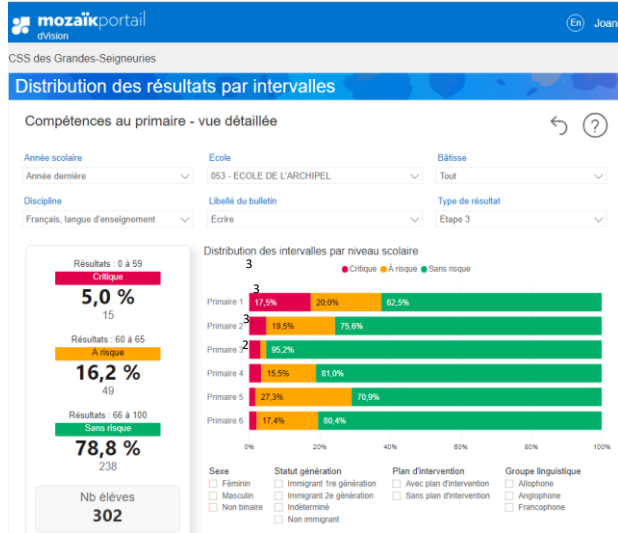 mozaïkportail
dVision
En Joan
CSS des Grandes-Seigneuries
Distribution des résultats par intervalles
Compétences au primaire - vue détaillée
Année scolaire École Bâtisse
Année dernière 053 - ECOLE DE L'ARCHIPEL Tout
Discipline Libellé du bulletin Type de résultat
Français, langue d'enseignement Ecrire Étape 3
Résultats : 0 à 59
Critique
5,0 %
15
Résultats : 60 à 65
À risque
16,2 %
49
Résultats : 66 à 100
Sans risque
78,8 %
238
Nb élèves
302
Distribution des intervalles par niveau scolaire
3
Critique À risque Sans risque
3
Primaire 1 17,5% 20,0% 62,5%
Primaire 2 3 19,5% 75,6%
Primaire 3 2 95,2%
Primaire 4 15,5% 81,0%
Primaire 5 27,3% 70,9%
Primaire 6 17,4% 80,4%
0% 20% 40% 60% 80% 100%
Sexe Statut génération Plan d'intervention Groupe linguistique
Féminin Immigrant 1re génération Avec plan d'intervention Allophone
Masculin Immigrant 2e génération Sans plan d'intervention Anglophone
Non binaire Indéterminé Francophone
Non immigrant